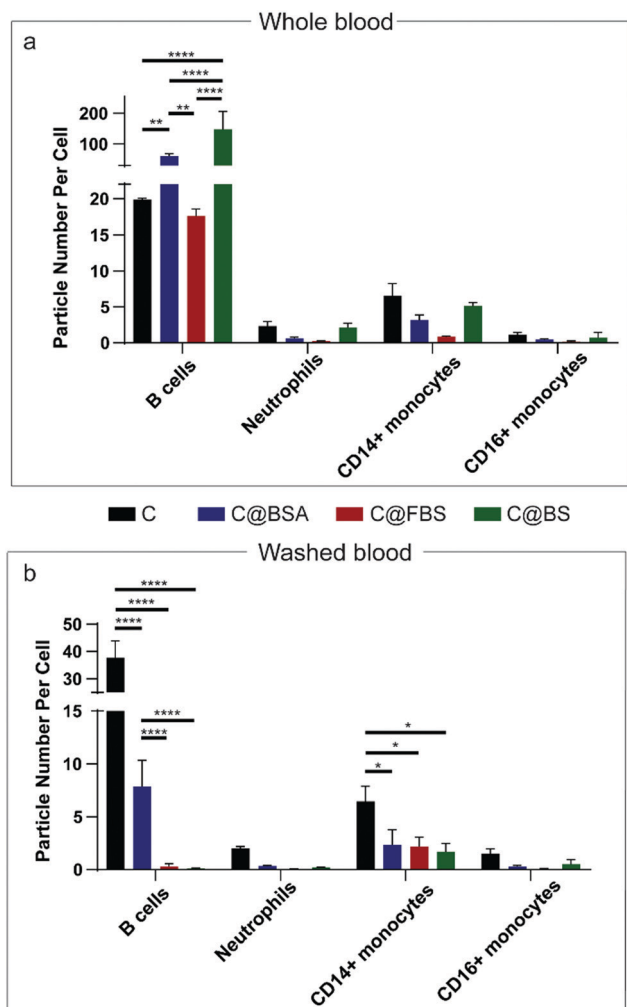 Whole blood
a
****
****
** ** ****
200
100
20
15
10
5
0
Particle Number Per Cell
B cells
Neutrophils
CD14+ monocytes
CD16+ monocytes
C C@BSA C@FBS C@BS
Washed blood
b
****
****
****
50
40
30
15
10
5
0
Particle Number Per Cell
****
****
*
*
*
B cells
Neutrophils
CD14+ monocytes
CD16+ monocytes